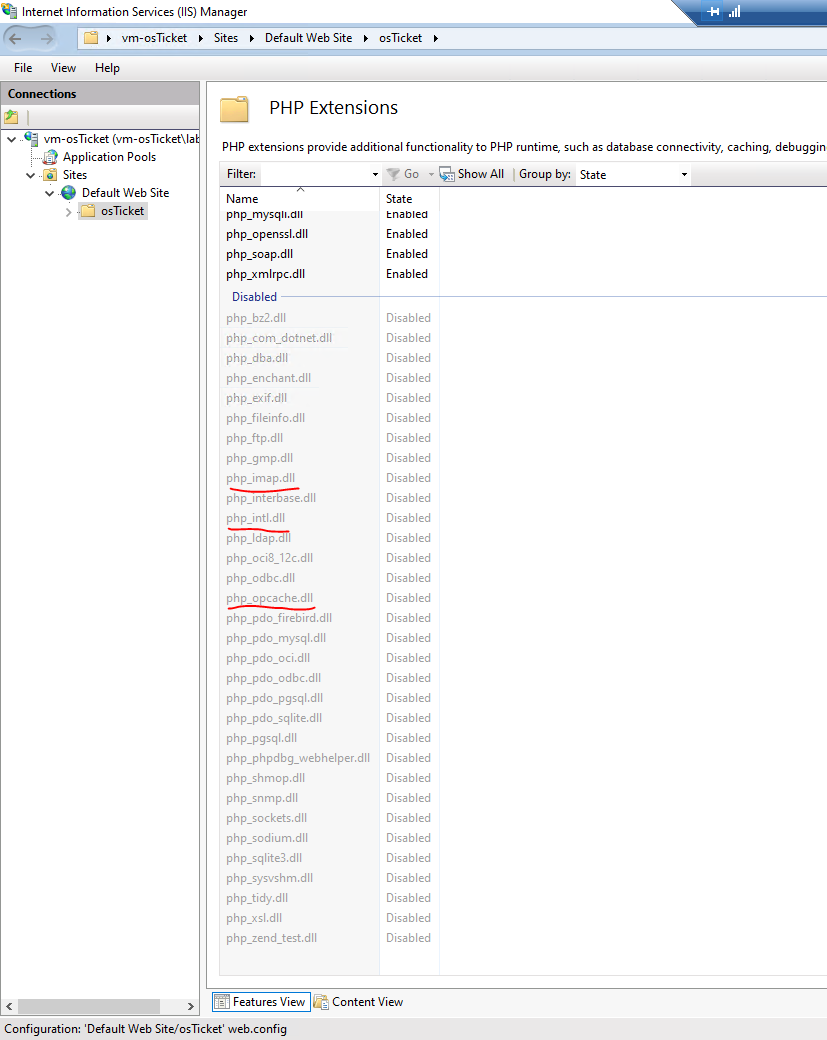 Internet Information Services (IIS) Manager
vm-osTicket Sites Default Web Site osTicket
File View Help
Connections
vm-osTicket (vm-osTicket\lab
Application Pools
Sites
Default Web Site
osTicket
PHP Extensions
PHP extensions provide additional functionality to PHP runtime, such as database connectivity, caching, debugging
Filter: Go Show All Group by: State
Name State
php_mysqli.dll Enabled
php_openssl.dll Enabled
php_soap.dll Enabled
php_xmlrpc.dll Enabled
Disabled
php_bz2.dll Disabled
php_com_dotnet.dll Disabled
php_dba.dll Disabled
php_enchant.dll Disabled
php_exif.dll Disabled
php_fileinfo.dll Disabled
php_ftp.dll Disabled
php_gmp.dll Disabled
php_imap.dll Disabled
php_interbase.dll Disabled
php_intl.dll Disabled
php_ldap.dll Disabled
php_oci8_12c.dll Disabled
php_odbc.dll Disabled
php_opcache.dll Disabled
php_pdo_firebird.dll Disabled
php_pdo_mysql.dll Disabled
php_pdo_oci.dll Disabled
php_pdo_odbc.dll Disabled
php_pdo_pgsql.dll Disabled
php_pdo_sqlite.dll Disabled
php_pgsql.dll Disabled
php_phpdbg_webhelper.dll Disabled
php_shmop.dll Disabled
php_snmp.dll Disabled
php_sockets.dll Disabled
php_sodium.dll Disabled
php_sqlite3.dll Disabled
php_sysvshm.dll Disabled
php_tidy.dll Disabled
php_xsl.dll Disabled
php_zend_test.dll Disabled
Features View Content View
Configuration: 'Default Web Site/osTicket' web.config